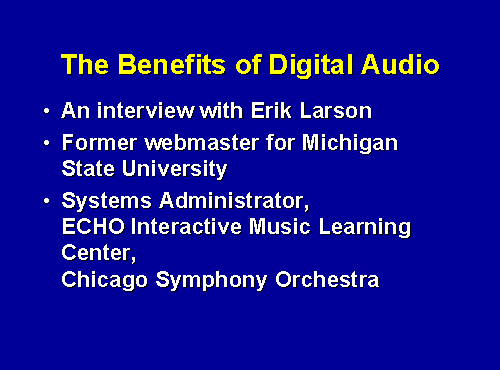 The Benefits of Digital Audio
• An interview with Erik Larson
• Former webmaster for Michigan
State University
• Systems Administrator,
ECHO Interactive Music Learning
Center,
Chicago Symphony Orchestra